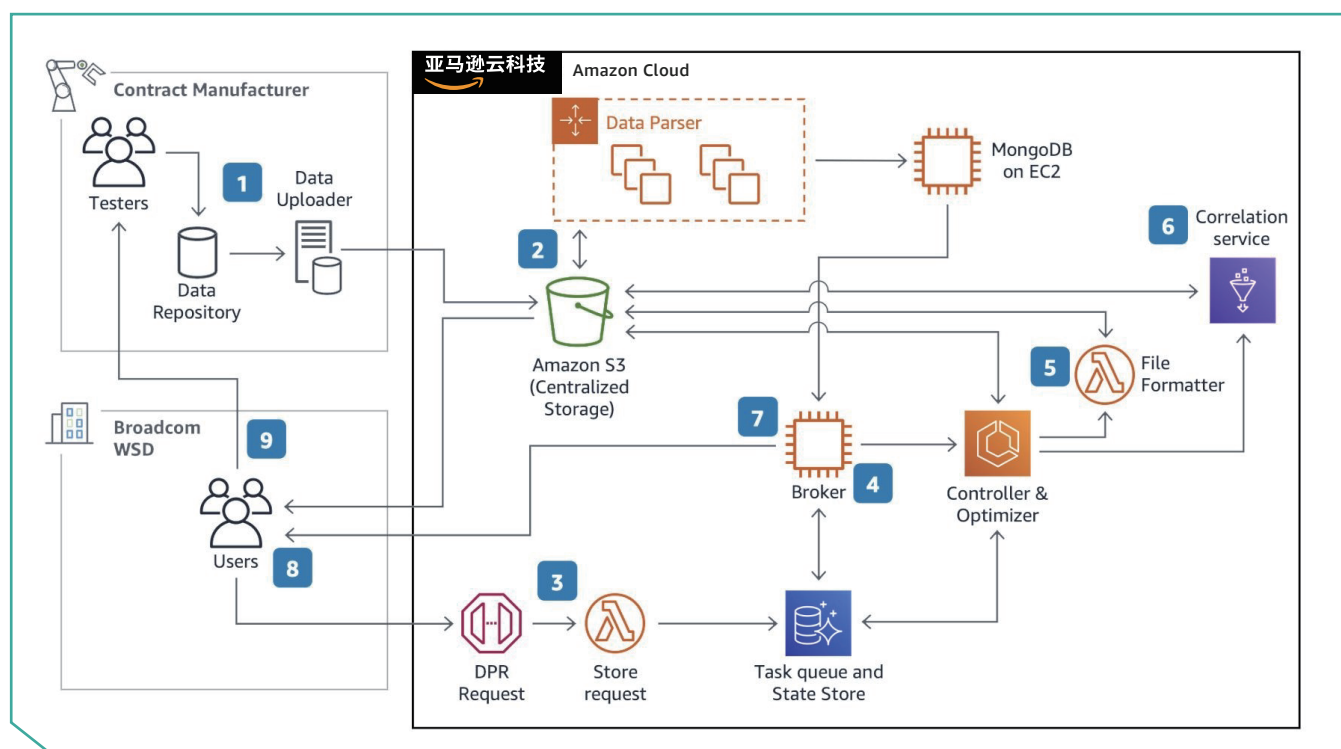 亚马逊云科技
Amazon Cloud
Contract Manufacturer
Testers
1
Data
Uploader
Data
Repository
Data Parser
MongoDB
on EC2
2
Amazon S3
(Centralized
Storage)
6
Correlation
service
5
File
Formatter
Broadcom
WSD
9
Users
8
7
Broker
4
Controller &
Optimizer
3
DPR
Request
Store
request
Task queue and
State Store